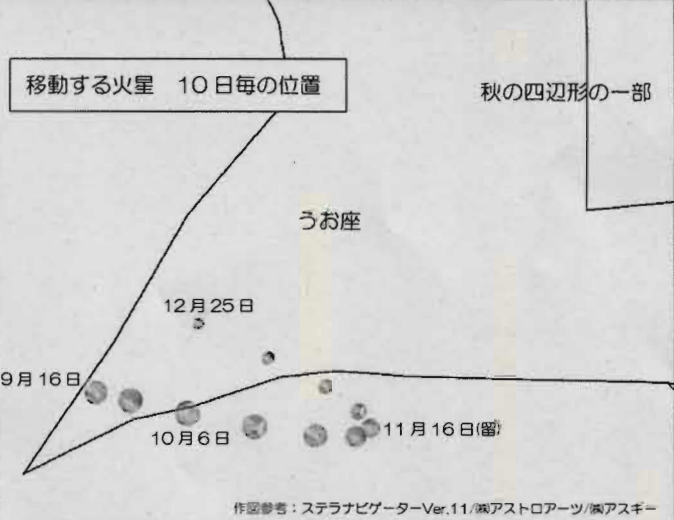 移動する火星　10日毎の位置
秋の四辺形の一部
うお座
12月25日
9月16日
10月6日
11月16日(留)
作図参考：ステラナビゲーターVer.11/㈱アストロアーツ/㈱アスキー